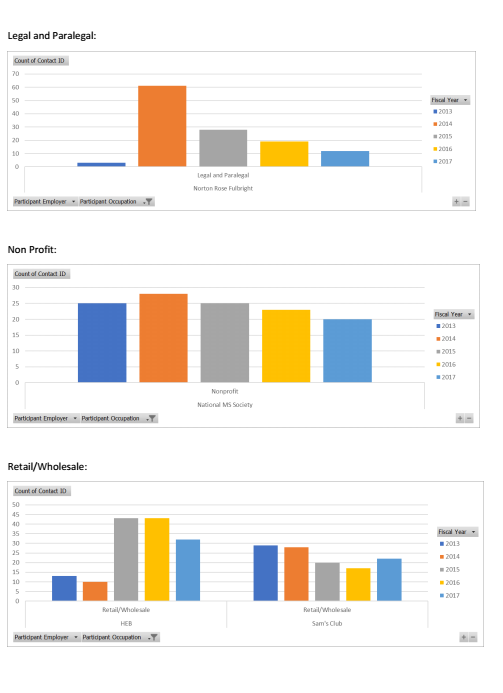 Legal and Paralegal:
Count of Contact ID
70
60
50
40
30
20
10
0
Legal and Paralegal
Norton Rose Fulbright
Fiscal Year
2013
2014
2015
2016
2017
Participant Employer Participant Occupation
+ −
Non Profit:
Count of Contact ID
30
25
20
15
10
5
0
Nonprofit
National MS Society
Fiscal Year
2013
2014
2015
2016
2017
Participant Employer Participant Occupation
+ −
Retail/Wholesale:
Count of Contact ID
50
45
40
35
30
25
20
15
10
5
0
Retail/Wholesale Retail/Wholesale
HEB Sam's Club
Fiscal Year
2013
2014
2015
2016
2017
Participant Employer Participant Occupation
+ −